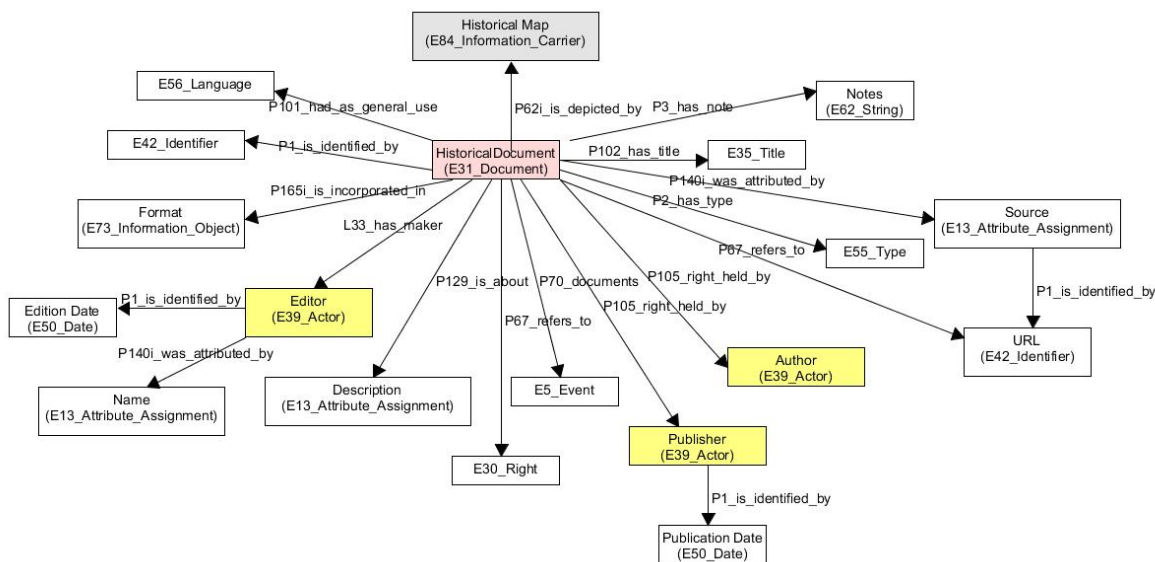 Historical Map
(E84_Information_Carrier)
E56_Language
P101_had_as_general_use
P62i_is_depicted_by
P3_has_note
Notes
(E62_String)
E42_Identifier
P1_is_identified_by
HistoricalDocument
(E31_Document)
P102_has_title
E35_Title
P165i_is_incorporated_in
P140i_was_attributed_by
P2_has_type
Format
(E73_Information_Object)
L33_has_maker
Source
(E13_Attribute_Assignment)
P67_refers_to
E55_Type
P129_is_about
P70_documents
P105_right_held_by
P1_is_identified_by
Edition Date
(E50_Date)
P1_is_identified_by
Editor
(E39_Actor)
P67_refers_to
P105_right_held_by
URL
(E42_Identifier)
P140i_was_attributed_by
Author
(E39_Actor)
Name
(E13_Attribute_Assignment)
Description
(E13_Attribute_Assignment)
E5_Event
Publisher
(E39_Actor)
E30_Right
P1_is_identified_by
Publication Date
(E50_Date)